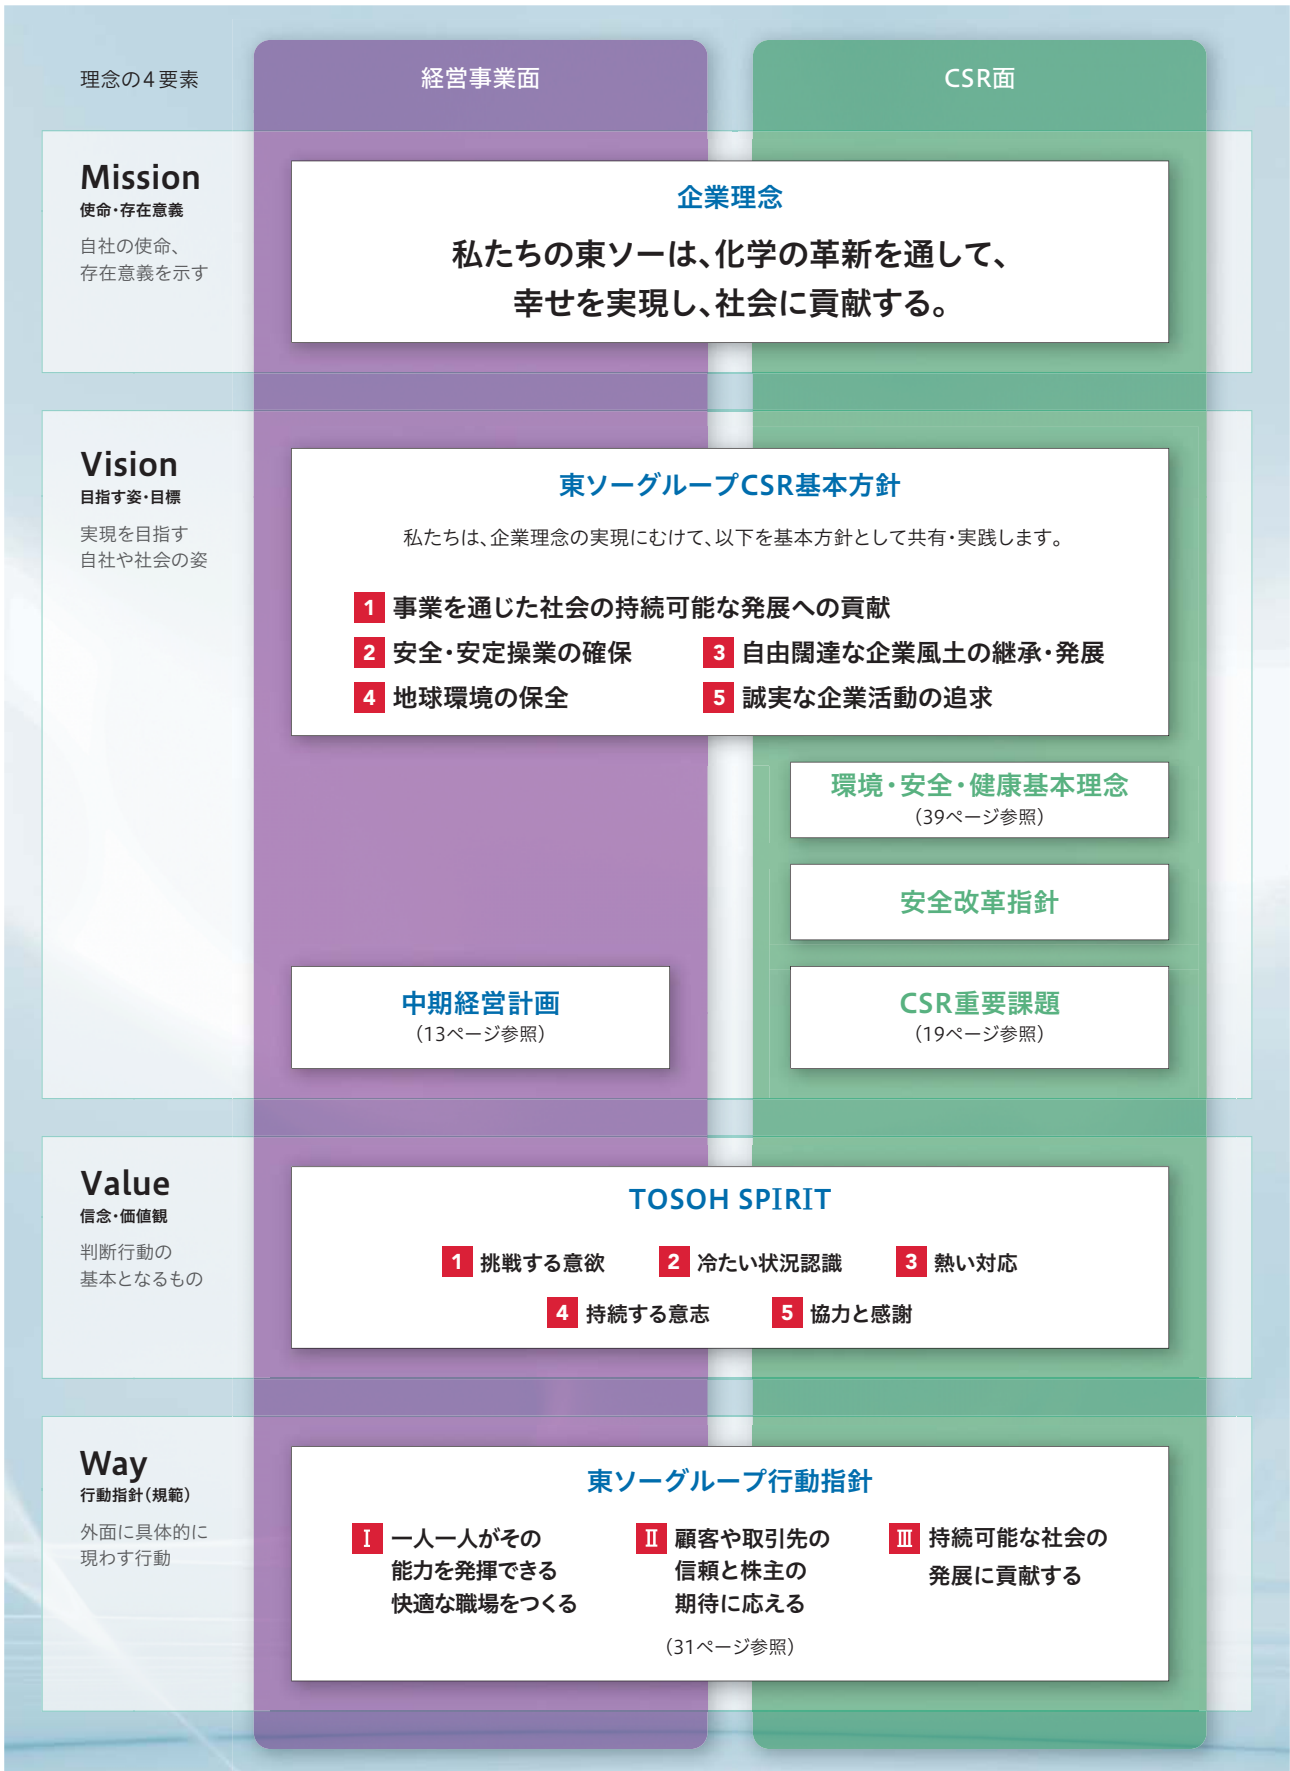 理念の4要素
経営事業面
CSR面
Mission
使命・存在意義
自社の使命、
存在意義を示す
企業理念
私たちの東ソーは、化学の革新を通して、
幸せを実現し、社会に貢献する。
Vision
目指す姿・目標
実現を目指す
自社や社会の姿
東ソーグループCSR基本方針
私たちは、企業理念の実現にむけて、以下を基本方針として共有・実践します。
1 事業を通じた社会の持続可能な発展への貢献
2 安全・安定操業の確保
3 自由闊達な企業風土の継承・発展
4 地球環境の保全
5 誠実な企業活動の追求
環境・安全・健康基本理念
（39ページ参照）
安全改革指針
中期経営計画
（13ページ参照）
CSR重要課題
（19ページ参照）
Value
信念・価値観
判断行動の
基本となるもの
TOSOH SPIRIT
1 挑戦する意欲
2 冷たい状況認識
3 熱い対応
4 持続する意志
5 協力と感謝
Way
行動指針（規範）
外面に具体的に
現わす行動
東ソーグループ行動指針
Ⅰ 一人一人がその
能力を発揮できる
快適な職場をつくる
Ⅱ 顧客や取引先の
信頼と株主の
期待に応える
Ⅲ 持続可能な社会の
発展に貢献する
（31ページ参照）